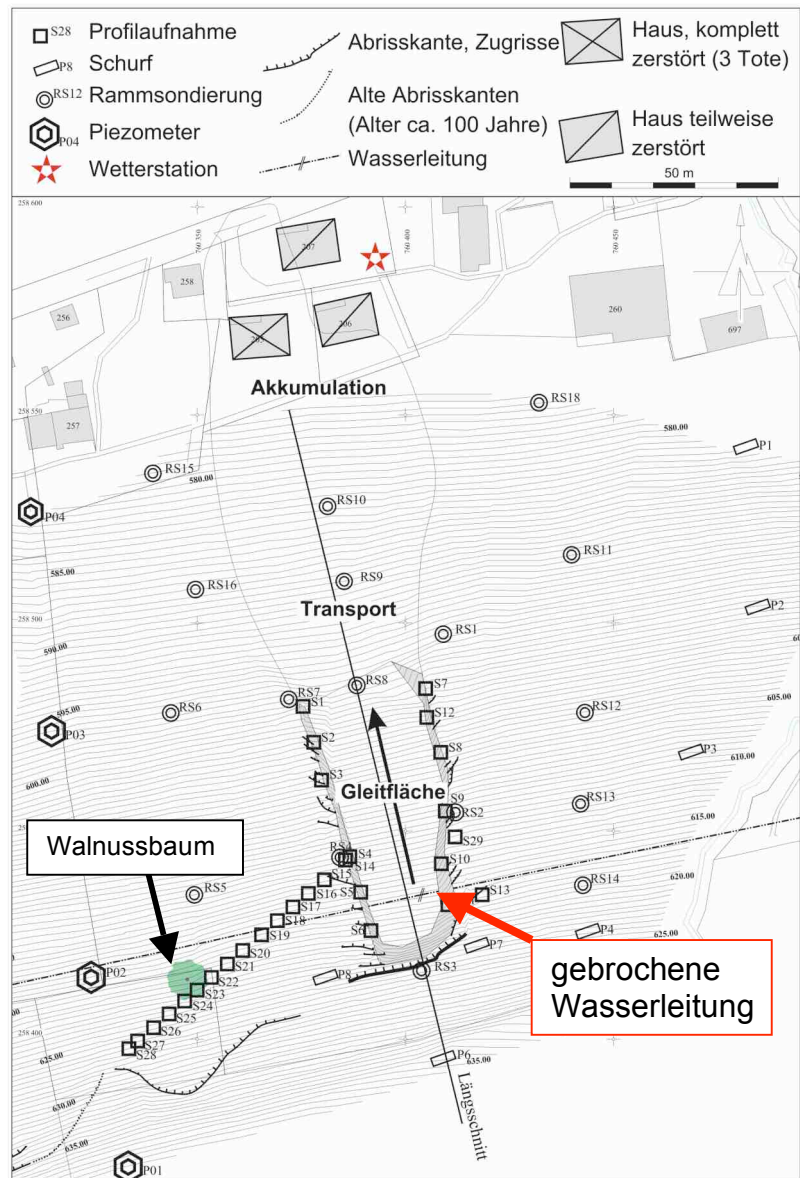 S28 Profilaufnahme
P8 Schurf
RS12 Rammsondierung
P04 Piezometer
Wetterstation
Abrisskante, Zugrisse
Alte Abrisskanten
(Alter ca. 100 Jahre)
Wasserleitung
Haus, komplett
zerstört (3 Tote)
Haus teilweise
zerstört
50 m
258 600
760 350
760 400
760 450
207
258
256
206
260
697
257
Akkumulation
RS18
258 550
580.00
P1
RS15
580.00
RS10
P04
RS11
585.00
RS16
RS9
P2
Transport
258 500
RS1
590.00
S7
RS8
RS7
S1
605.00
RS6
595.00
S12
RS12
P03
S2
S8
P3
610.00
600.00
S3
Gleitfläche
S9
RS2
RS13
615.00
Walnussbaum
S29
S4
S14
S10
S15
620.00
RS5
S16
S5
S13
RS14
S17
S18
S6
P4
625.00
S19
P7
S20
gebrochene
Wasserleitung
S21
RS3
P02
S22
P8
S23
S24
S25
258 400
S26
625.00
S27
S28
P6
635.00
630.00
Längsschnitt
635.00
P01